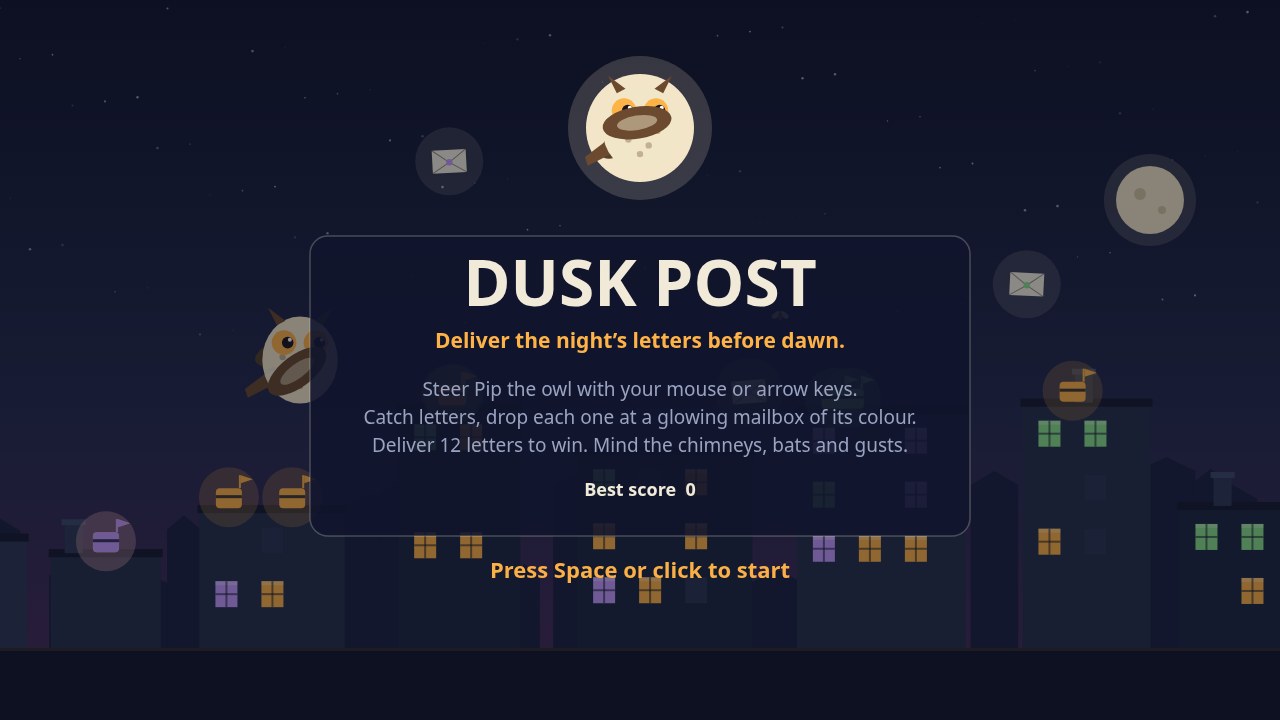 DUSK POST
Deliver the night’s letters before dawn.
Steer Pip the owl with your mouse or arrow keys.
Catch letters, drop each one at a glowing mailbox of its colour.
Deliver 12 letters to win. Mind the chimneys, bats and gusts.
Best score 0
Press Space or click to start